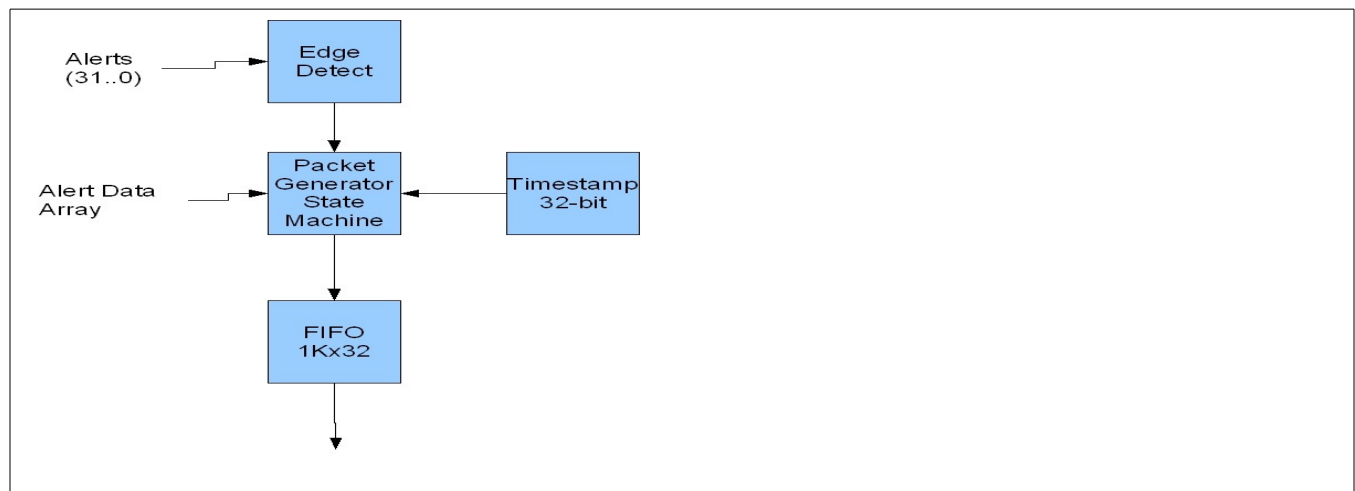 Alerts
(31..0)
Edge
Detect
Alert Data
Array
Packet
Generator
State
Machine
Timestamp
32-bit
FIFO
1Kx32